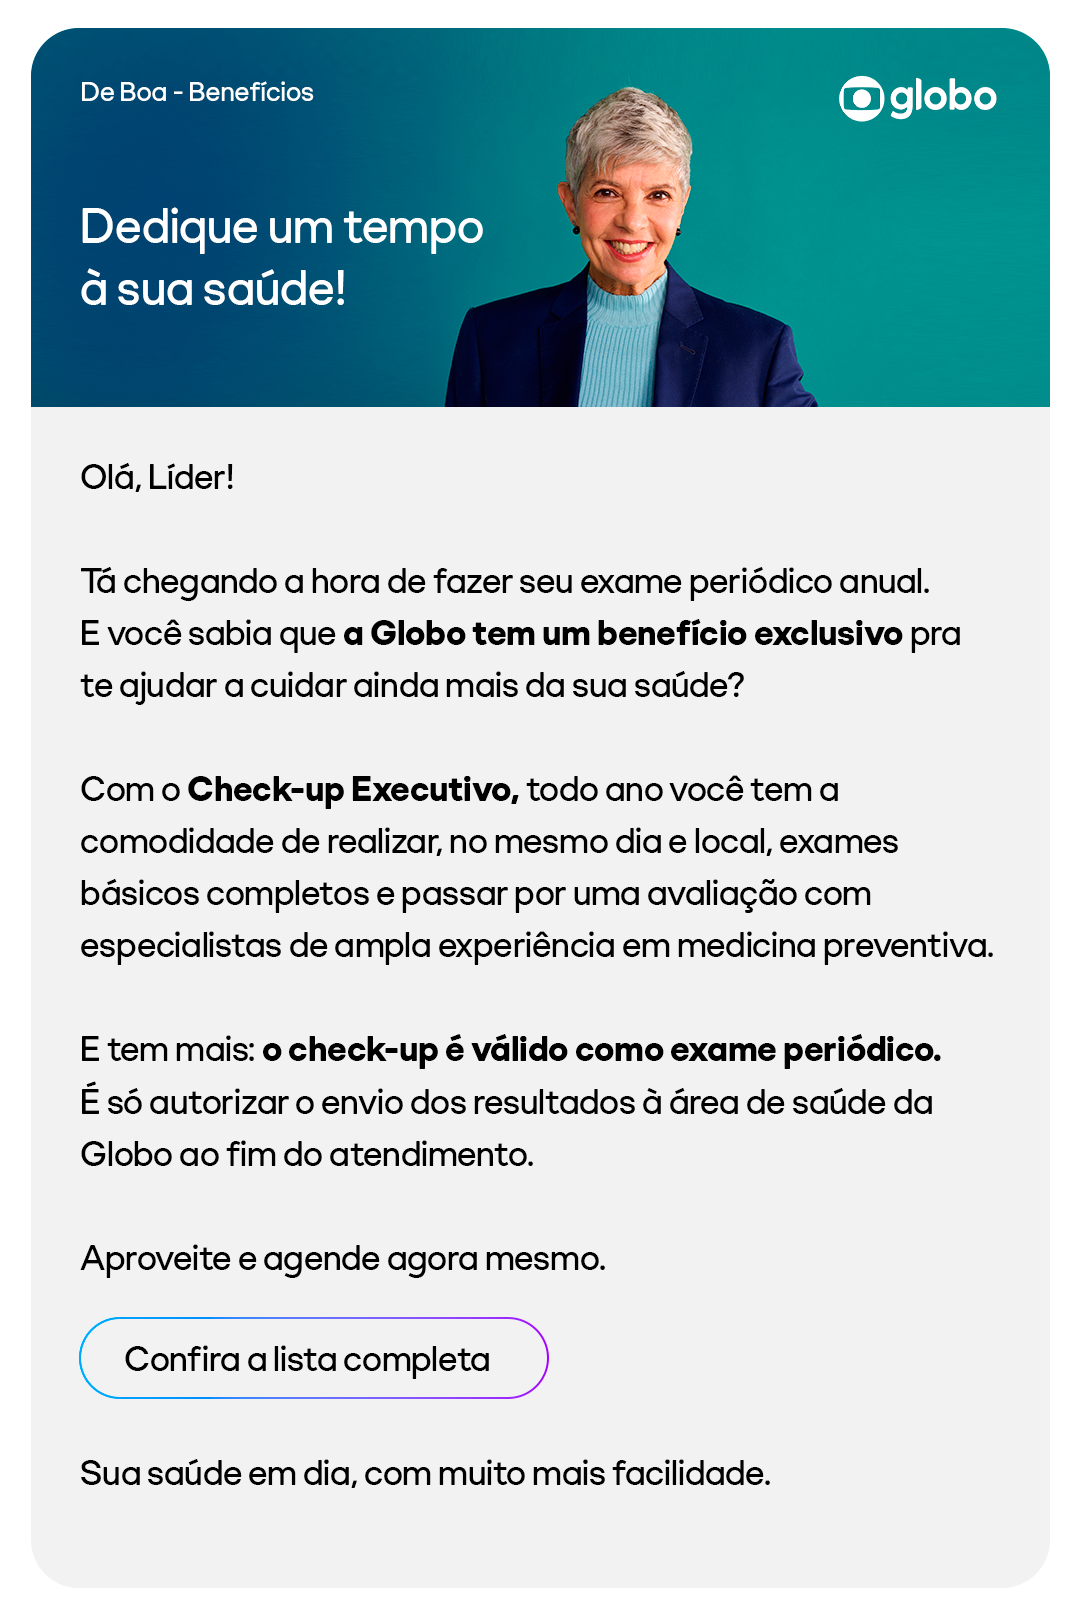 De Boa - Benefícios
globo
Dedique um tempo
à sua saúde!
Olá, Líder!
Tá chegando a hora de fazer seu exame periódico anual.
E você sabia que a Globo tem um benefício exclusivo pra
te ajudar a cuidar ainda mais da sua saúde?
Com o Check-up Executivo, todo ano você tem a
comodidade de realizar, no mesmo dia e local, exames
básicos completos e passar por uma avaliação com
especialistas de ampla experiência em medicina preventiva.
E tem mais: o check-up é válido como exame periódico.
É só autorizar o envio dos resultados à área de saúde da
Globo ao fim do atendimento.
Aproveite e agende agora mesmo.
Confira a lista completa
Sua saúde em dia, com muito mais facilidade.